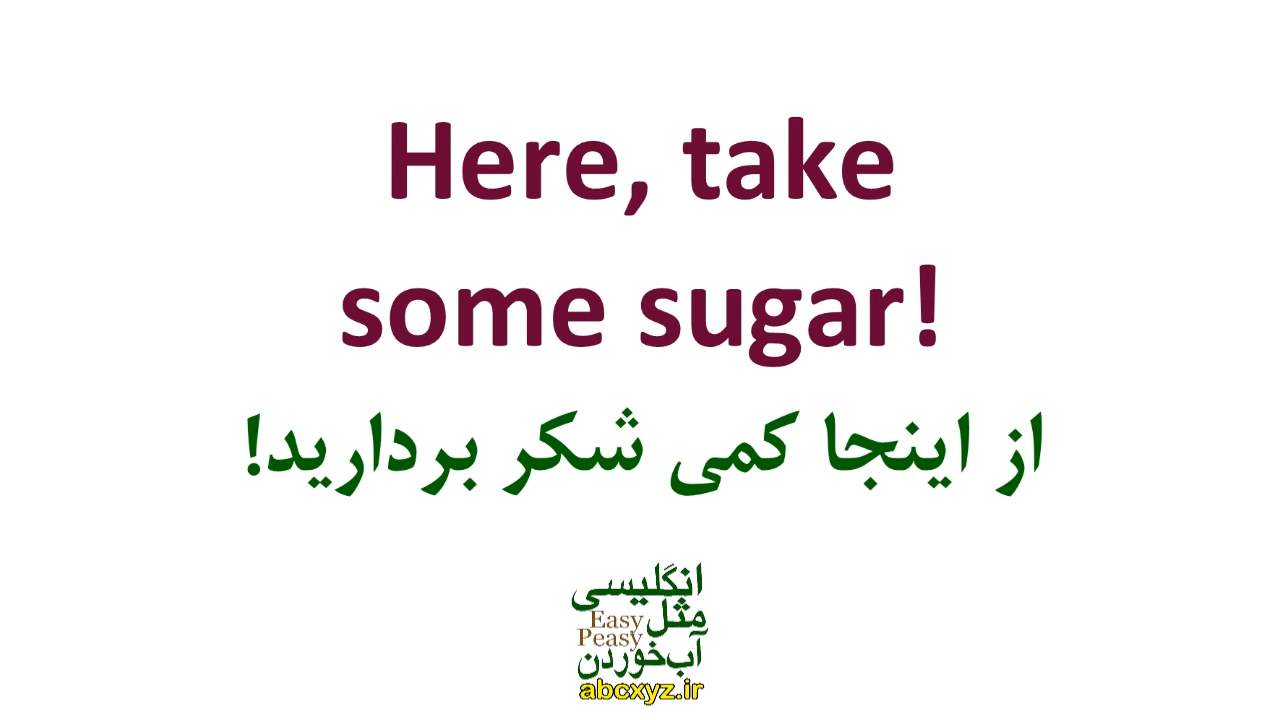 Here, take
some sugar!
از اینجا کمی شکر بردارید!
انگلیسی
مثل Easy
Peasy
آب‌خوردن
abcxyz.ir